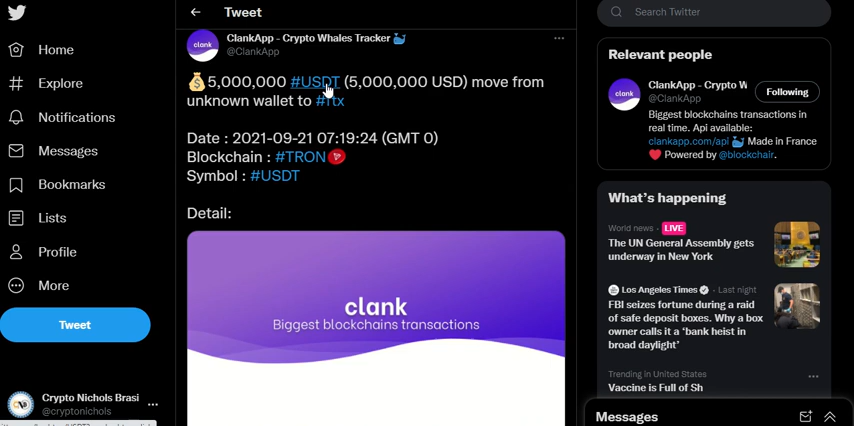 Home
Explore
Notifications
Messages
Bookmarks
Lists
Profile
More
Tweet
Crypto Nichols Brasi
@cryptonichols
Tweet
clank
ClankApp - Crypto Whales Tracker 🐳
@ClankApp
💰5,000,000 #USDT (5,000,000 USD) move from
unknown wallet to #ftx
Date : 2021-09-21 07:19:24 (GMT 0)
Blockchain : #TRON
Symbol : #USDT
Detail:
clank
Biggest blockchains transactions
Search Twitter
Relevant people
clank
ClankApp - Crypto W
@ClankApp
Following
Biggest blockchains transactions in
real time. Api available:
clankapp.com/api 🐳 Made in France
❤️ Powered by @blockchair.
What's happening
World news · LIVE
The UN General Assembly gets
underway in New York
Los Angeles Times · Last night
FBI seizes fortune during a raid
of safe deposit boxes. Why a box
owner calls it a 'bank heist in
broad daylight'
Trending in United States
Vaccine is Full of Sh
Messages